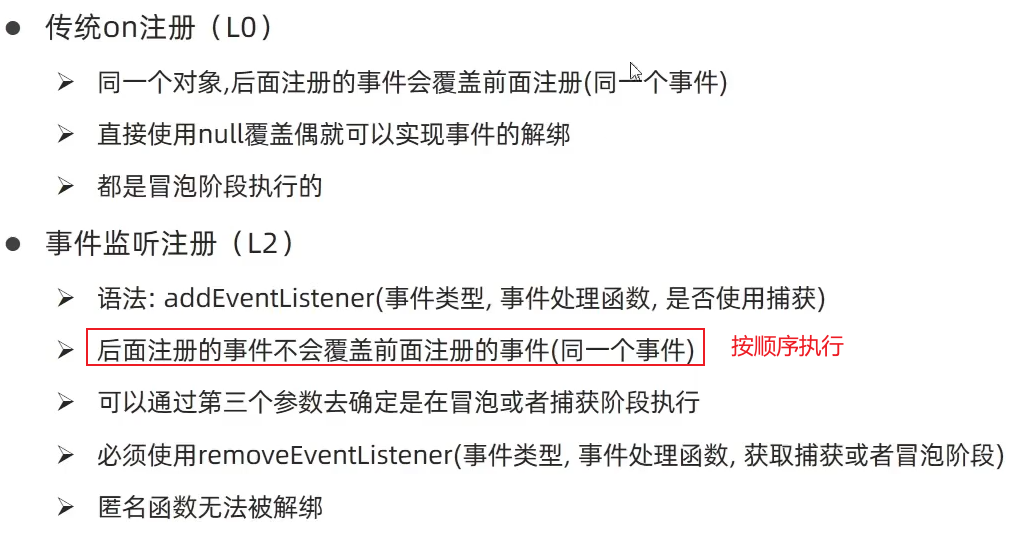 传统on注册（L0）
同一个对象,后面注册的事件会覆盖前面注册(同一个事件)
直接使用null覆盖偶就可以实现事件的解绑
都是冒泡阶段执行的
事件监听注册（L2）
语法: addEventListener(事件类型, 事件处理函数, 是否使用捕获)
后面注册的事件不会覆盖前面注册的事件(同一个事件) 按顺序执行
可以通过第三个参数去确定是在冒泡或者捕获阶段执行
必须使用removeEventListener(事件类型, 事件处理函数, 获取捕获或者冒泡阶段)
匿名函数无法被解绑